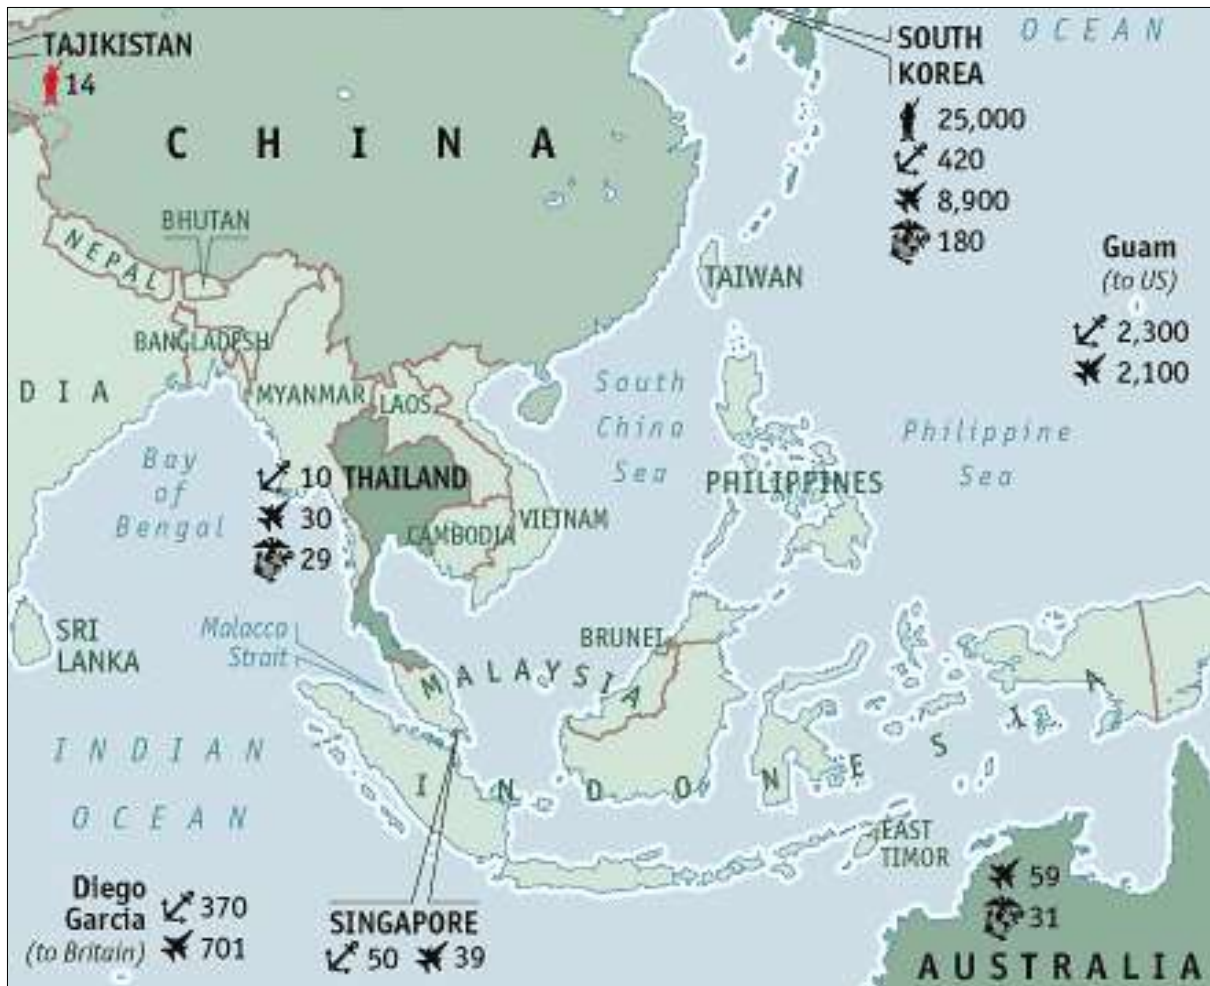 TAJIKISTAN
14
CHINA
SOUTH
KOREA
25,000
420
8,900
180
OCEAN
BHUTAN
NEPAL
Guam
(to US)
2,300
2,100
TAIWAN
BANGLADESH
DIA
MYANMAR
LAOS
South
China
Sea
Philippine
Sea
Bay
of
Bengal
10
30
29
THAILAND
PHILIPPINES
CAMBODIA
VIETNAM
SRI
LANKA
Malacca
Strait
BRUNEI
MALAYSIA
INDIAN
OCEAN
INDONESIA
EAST
TIMOR
Diego
Garcia
(to Britain)
370
701
SINGAPORE
50 39
59
31
AUSTRALIA